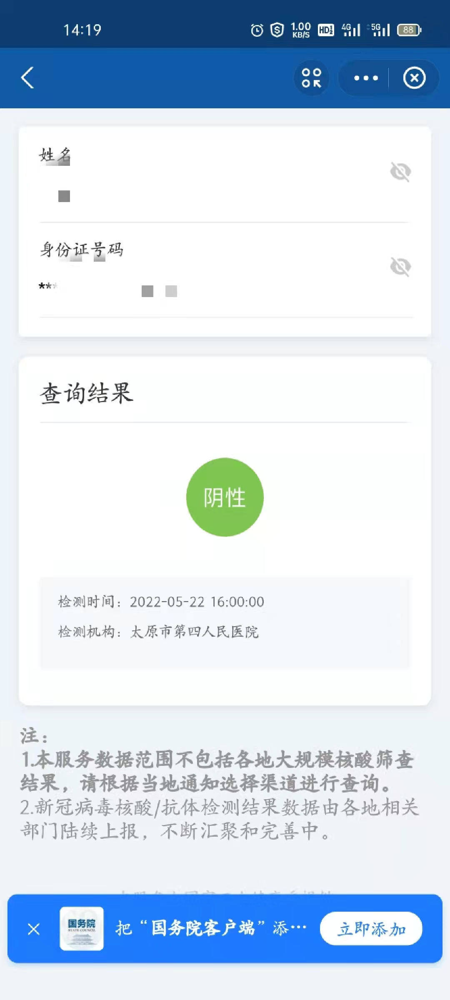 14:19
1.00
KB/S
HD 1 2
4G
5G
88
姓名
身份证号码
***
查询结果
阴性
检测时间：2022-05-22 16:00:00
检测机构：太原市第四人民医院
注：
1.本服务数据范围不包括各地大规模核酸筛查
结果，请根据当地通知选择渠道进行查询。
2.新冠病毒核酸/抗体检测结果数据由各地相关
部门陆续上报，不断汇聚和完善中。
国务院
STATE COUNCIL
把“国务院客户端”添…
立即添加